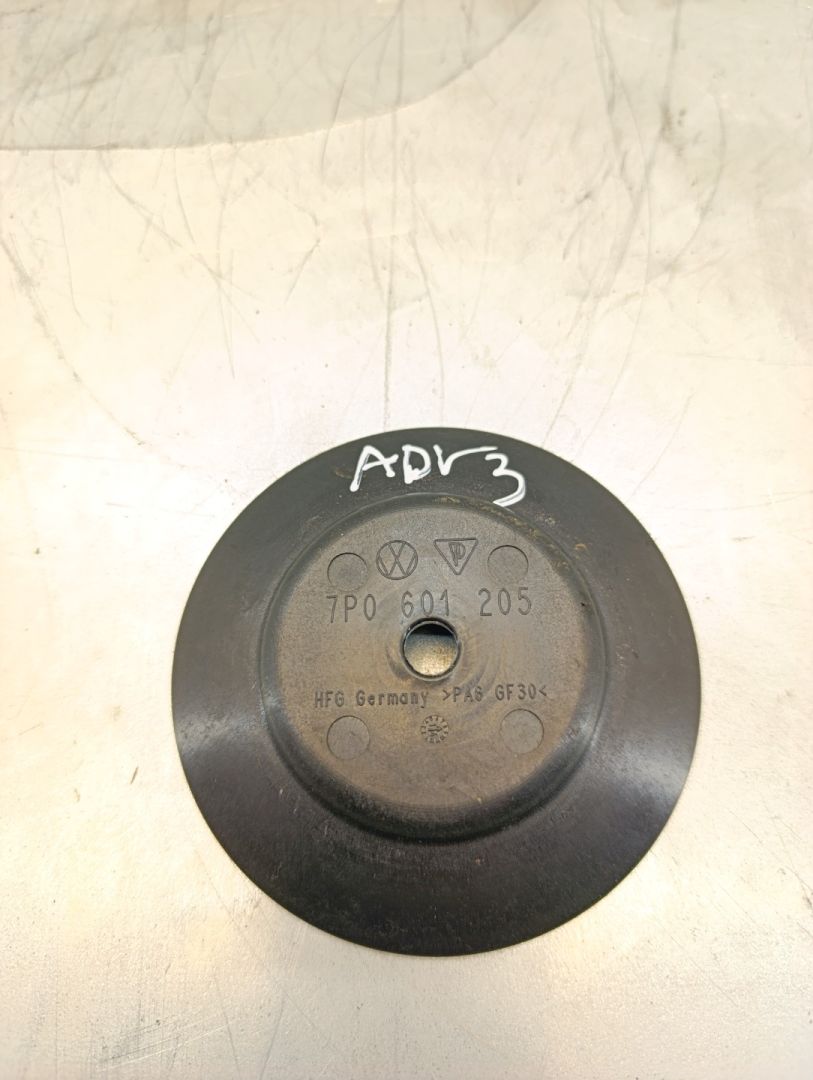 ADV3
7P0 601 205
HFG Germany >PA6 GF30<